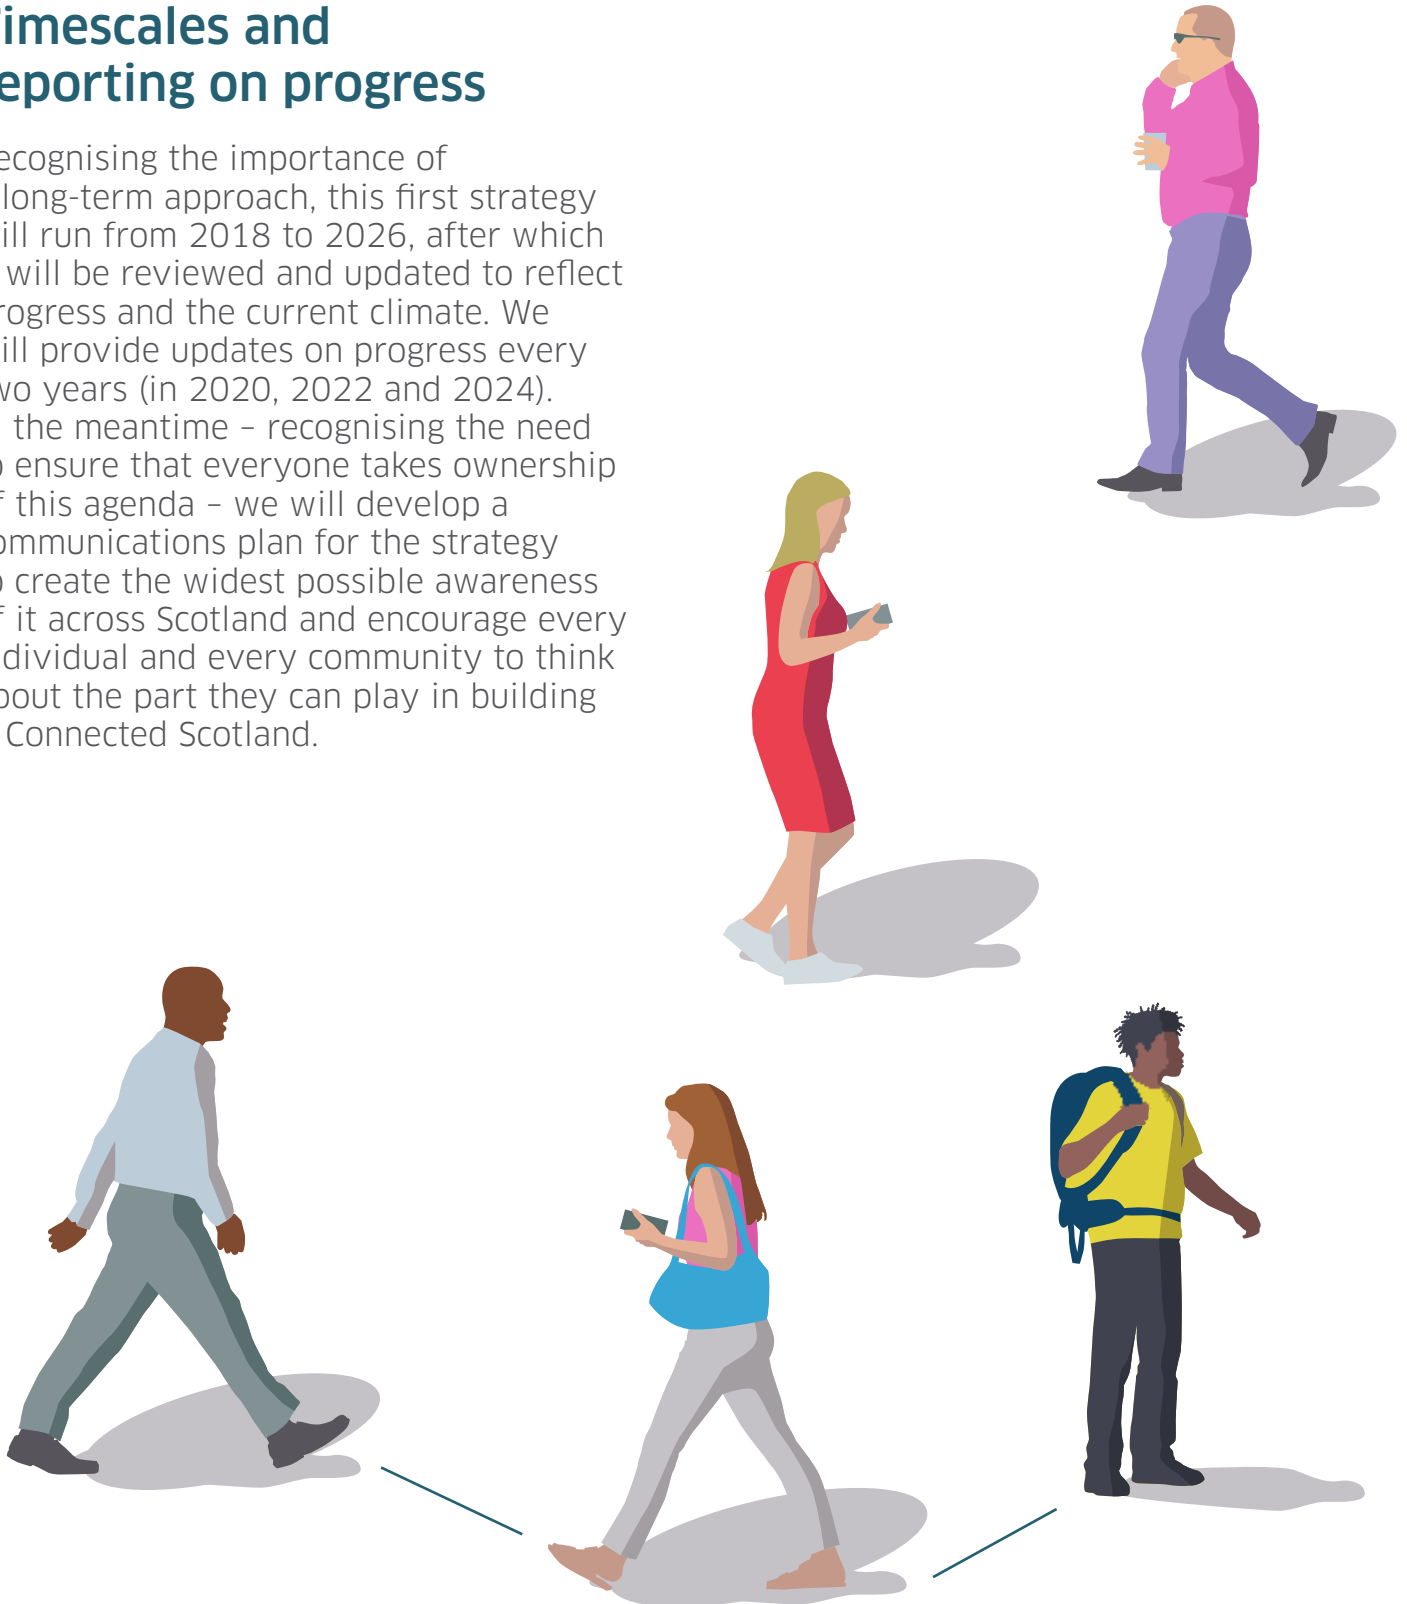 imescales and
eporting on progress
ecognising the importance of
long-term approach, this first strategy
ill run from 2018 to 2026, after which
will be reviewed and updated to reflect
rogress and the current climate. We
ill provide updates on progress every
wo years (in 2020, 2022 and 2024).
the meantime – recognising the need
o ensure that everyone takes ownership
f this agenda – we will develop a
ommunications plan for the strategy
o create the widest possible awareness
f it across Scotland and encourage every
dividual and every community to think
bout the part they can play in building
Connected Scotland.